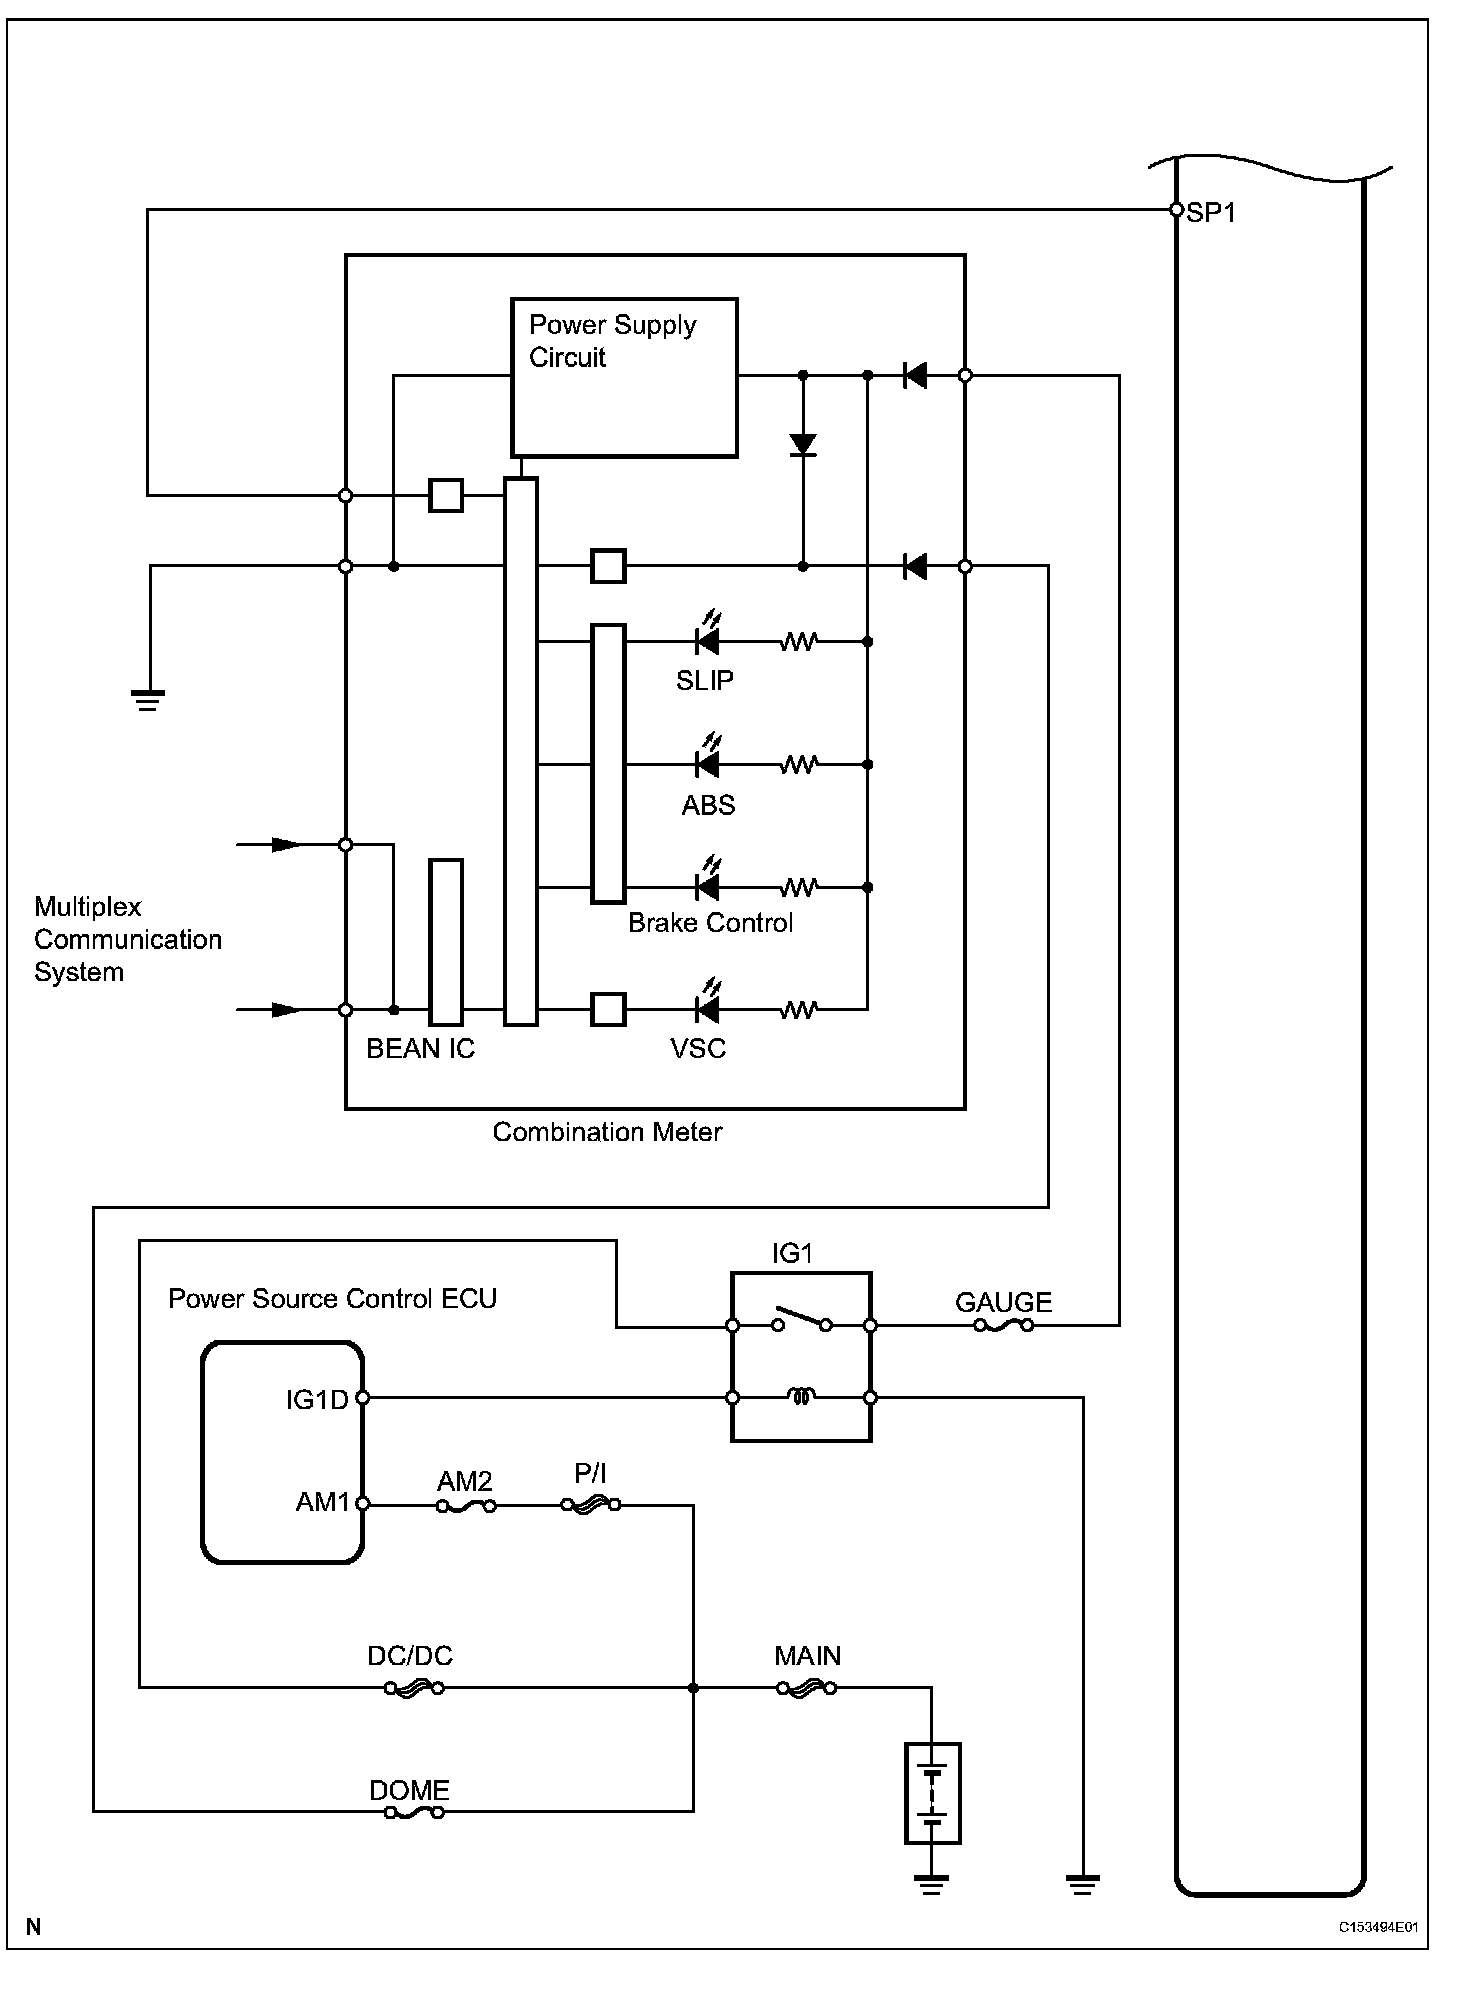 SP1
Power Supply
Circuit
SLIP
ABS
Brake Control
Multiplex
Communication
System
BEAN IC
VSC
Combination Meter
IG1
Power Source Control ECU
GAUGE
IG1D
AM1
AM2
P/I
DC/DC
MAIN
DOME
N
C153494E01